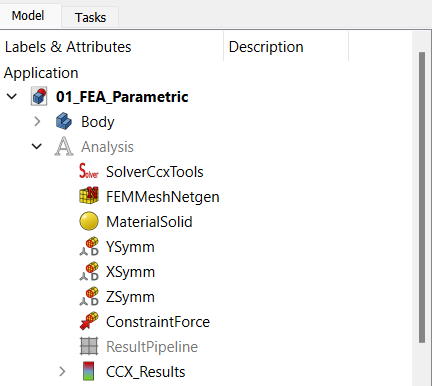 Model Tasks
Labels & Attributes Description
Application
01_FEA_Parametric
Body
Analysis
Solver SolverCcxTools
N FEMMeshNetgen
MaterialSolid
D YSymm
D XSymm
D ZSymm
ConstraintForce
ResultPipeline
CCX_Results